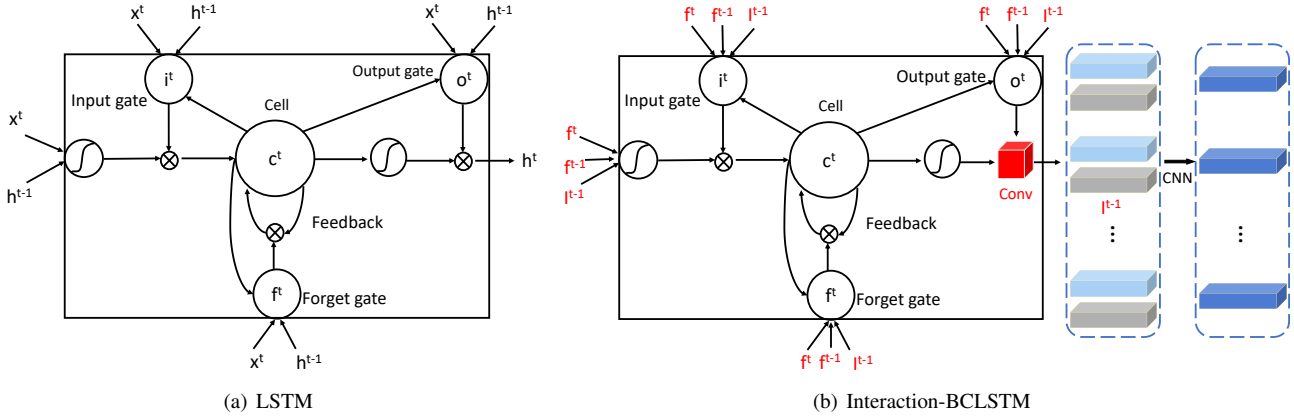 x^t h^{t-1} x^t h^{t-1}
i^t Output gate o^t
Input gate Cell
x^t
c^t h^t
h^{t-1}
Feedback
f^t Forget gate
x^t h^{t-1}
(a) LSTM
f^t f^{t-1} I^{t-1} f^t f^{t-1} I^{t-1}
i^t Output gate o^t
Input gate Cell
f^t
f^{t-1} c^t
I^{t-1} Conv
CNN
I^{t-1}
Feedback
...
...
f^t Forget gate
f^t f^{t-1} I^{t-1}
(b) Interaction-BCLSTM